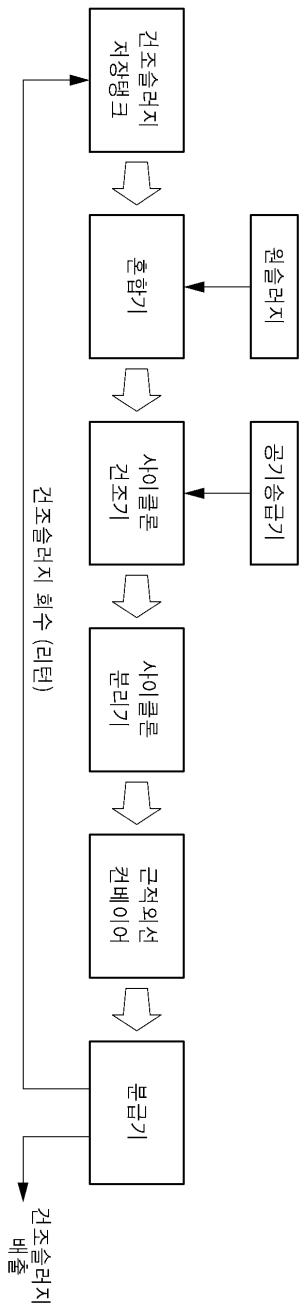 원슬러지
공기송급기
건조슬러지
저장탱크
혼합기
사이클론
건조기
사이클론
분리기
근적외선
컨베이어
분급기
건조슬러지 회수 (리턴)
건조슬러지
배출